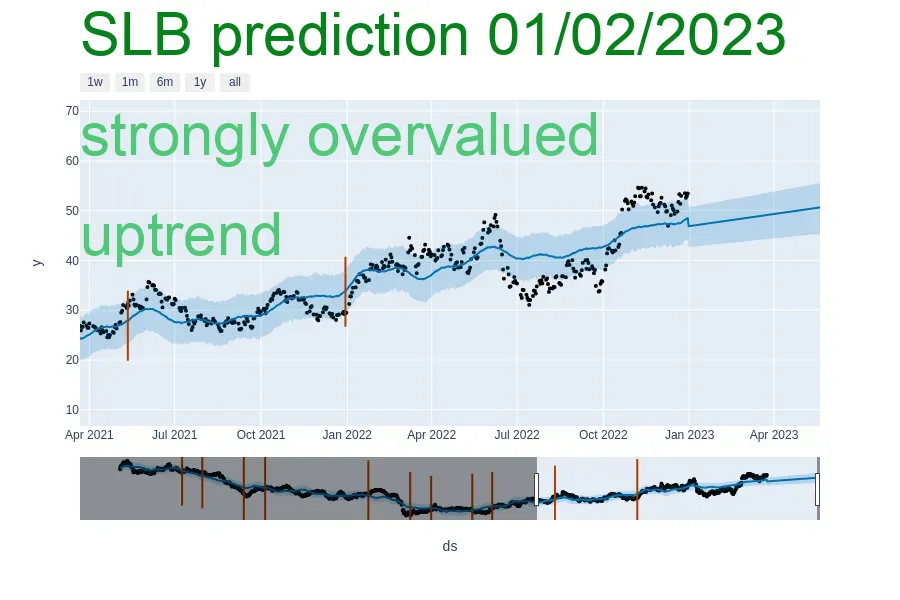 SLB prediction 01/02/2023
1w 1m 6m 1y all
70
strongly overvalued
60
50
uptrend
40
y
30
20
10
Apr 2021 Jul 2021 Oct 2021 Jan 2022 Apr 2022 Jul 2022 Oct 2022 Jan 2023 Apr 2023
ds